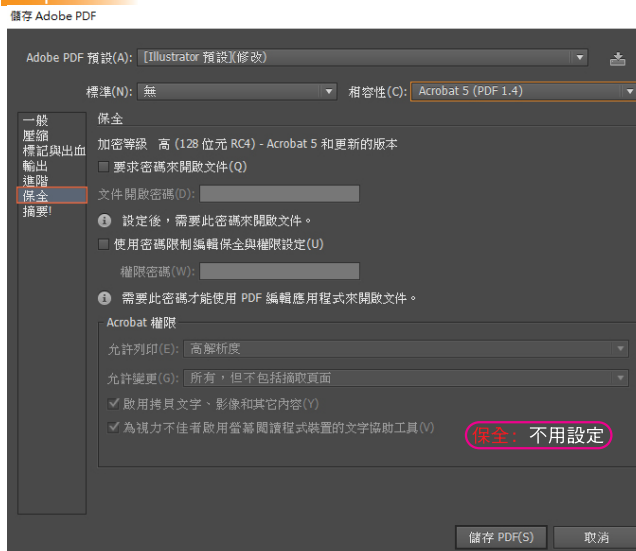 儲存 Adobe PDF
Adobe PDF 預設(A): [Illustrator 預設](修改)
標準(N): 無 相容性(C): Acrobat 5 (PDF 1.4)
一般
壓縮
標記與出血
輸出
進階
保全
摘要!
保全
加密等級 高 (128 位元 RC4) - Acrobat 5 和更新的版本
要求密碼來開啟文件(Q)
文件開啟密碼(D):
設定後，需要此密碼來開啟文件。
使用密碼限制編輯保全與權限設定(U)
權限密碼(W):
需要此密碼才能使用 PDF 編輯應用程式來開啟文件。
Acrobat 權限
允許列印(E): 高解析度
允許變更(G): 所有，但不包括摘取頁面
啟用拷貝文字、影像和其它內容(Y)
為視力不佳者啟用螢幕閱讀程式裝置的文字協助工具(V)
保全: 不用設定
儲存 PDF(S) 取消